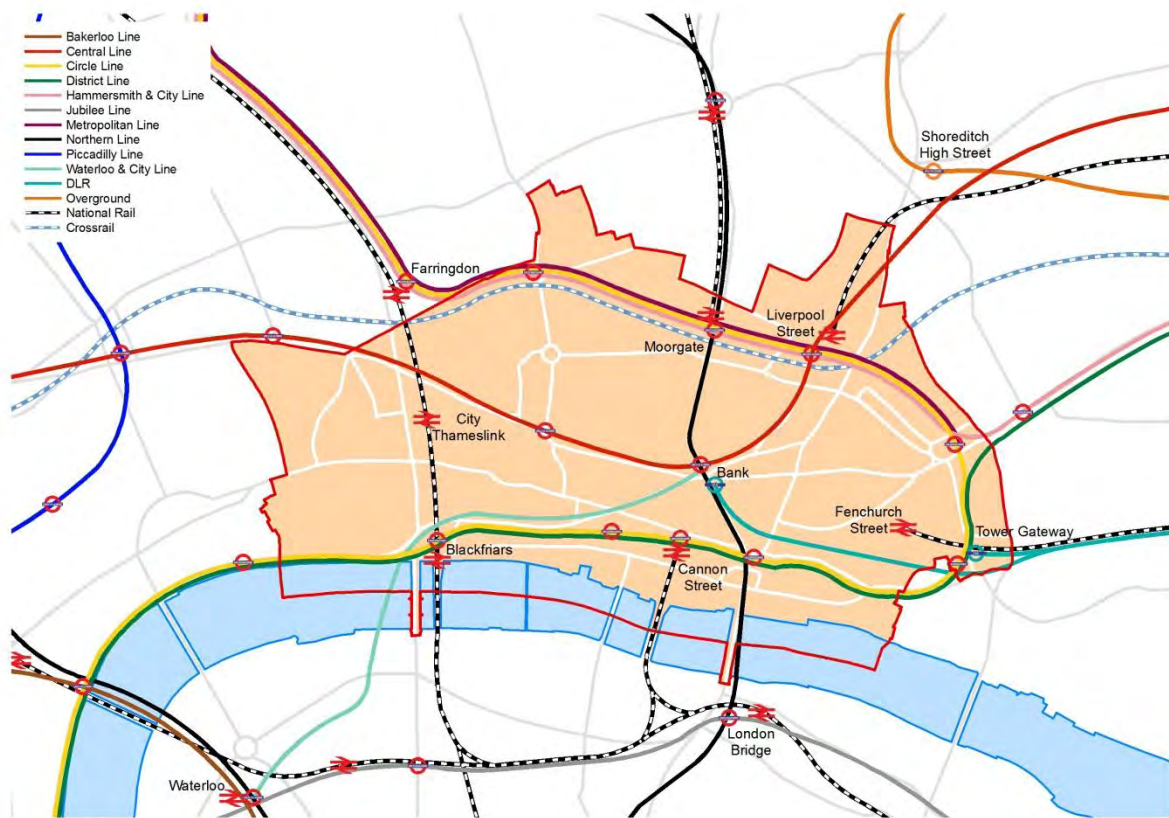 Bakerloo Line
Central Line
Circle Line
District Line
Hammersmith & City Line
Jubilee Line
Metropolitan Line
Northern Line
Piccadilly Line
Waterloo & City Line
DLR
Overground
National Rail
Crossrail
Shoreditch
High Street
Farringdon
Liverpool
Street
Moorgate
City
Thameslink
Bank
Fenchurch
Street
Tower Gateway
Blackfriars
Cannon
Street
London
Bridge
Waterloo